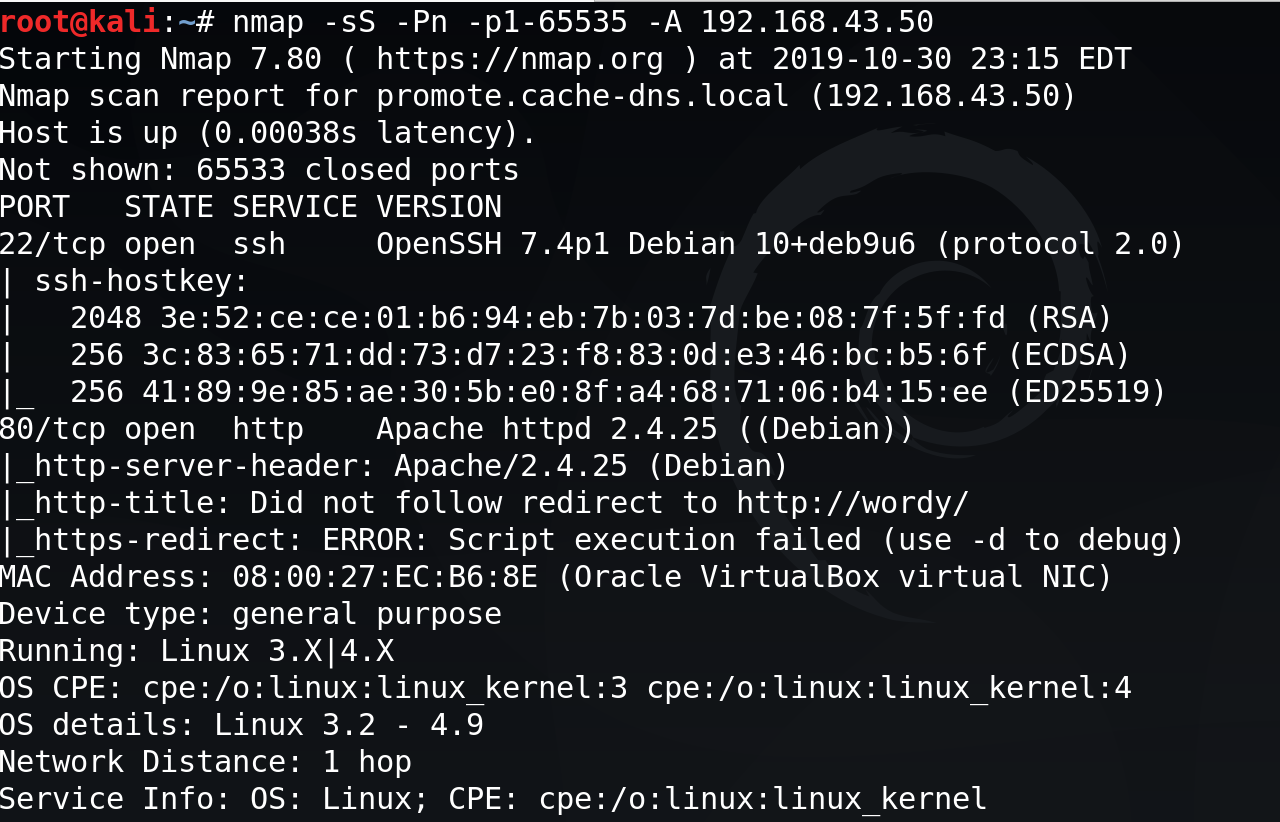 root@kali:~# nmap -sS -Pn -p1-65535 -A 192.168.43.50
Starting Nmap 7.80 ( https://nmap.org ) at 2019-10-30 23:15 EDT
Nmap scan report for promote.cache-dns.local (192.168.43.50)
Host is up (0.00038s latency).
Not shown: 65533 closed ports
PORT   STATE SERVICE VERSION
22/tcp open  ssh     OpenSSH 7.4p1 Debian 10+deb9u6 (protocol 2.0)
| ssh-hostkey:
|   2048 3e:52:ce:ce:01:b6:94:eb:7b:03:7d:be:08:7f:5f:fd (RSA)
|   256 3c:83:65:71:dd:73:d7:23:f8:83:0d:e3:46:bc:b5:6f (ECDSA)
|_  256 41:89:9e:85:ae:30:5b:e0:8f:a4:68:71:06:b4:15:ee (ED25519)
80/tcp open  http    Apache httpd 2.4.25 ((Debian))
|_http-server-header: Apache/2.4.25 (Debian)
|_http-title: Did not follow redirect to http://wordy/
|_https-redirect: ERROR: Script execution failed (use -d to debug)
MAC Address: 08:00:27:EC:B6:8E (Oracle VirtualBox virtual NIC)
Device type: general purpose
Running: Linux 3.X|4.X
OS CPE: cpe:/o:linux:linux_kernel:3 cpe:/o:linux:linux_kernel:4
OS details: Linux 3.2 - 4.9
Network Distance: 1 hop
Service Info: OS: Linux; CPE: cpe:/o:linux:linux_kernel